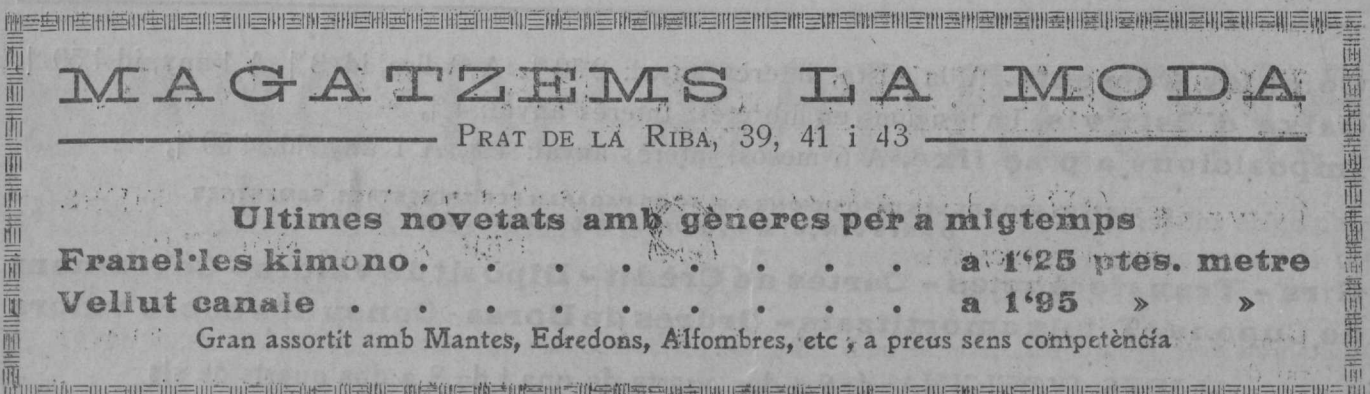 MAGATZEMS LA MODA
PRAT DE LA RIBA, 39, 41 i 43
Ultimes novetats amb gèneres per a migtemps
Franel·les kimono . . . . . . . . a 1'25 ptes. metre
Vellut canale . . . . . . . . . a 1'95 » »
Gran assortit amb Mantes, Edredons, Alfombres, etc., a preus sens competència